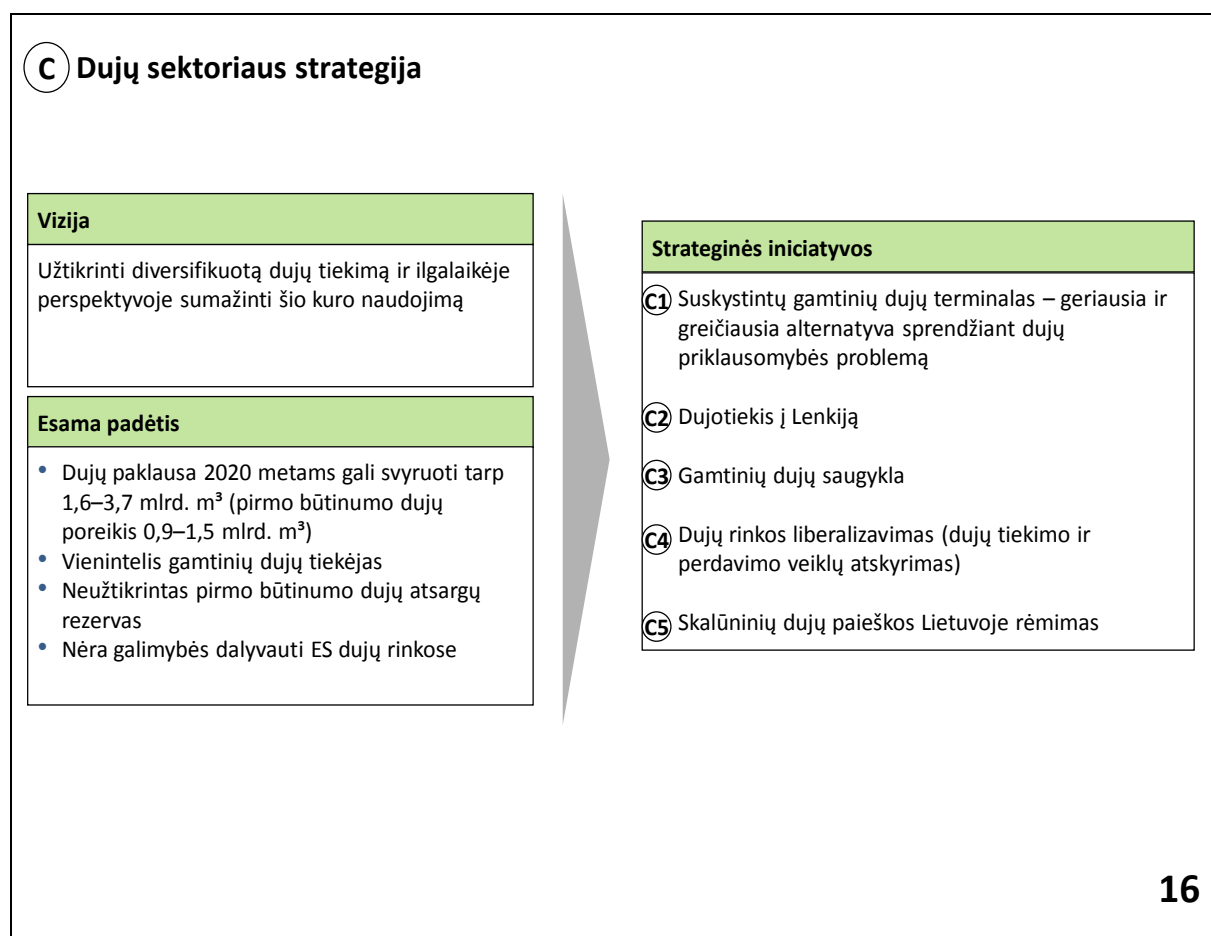 C Dujų sektoriaus strategija
Vizija
Užtikrinti diversifikuotą dujų tiekimą ir ilgalaikėje
perspektyvoje sumažinti šio kuro naudojimą
Esama padėtis
• Dujų paklausa 2020 metams gali svyruoti tarp
1,6–3,7 mlrd. m³ (pirmo būtinumo dujų
poreikis 0,9–1,5 mlrd. m³)
• Vienintelis gamtinių dujų tiekėjas
• Neužtikrintas pirmo būtinumo dujų atsargų
rezervas
• Nėra galimybės dalyvauti ES dujų rinkose
Strateginės iniciatyvos
C1 Suskystintų gamtinių dujų terminalas – geriausia ir
greičiausia alternatyva sprendžiant dujų
priklausomybės problemą
C2 Dujotiekis į Lenkiją
C3 Gamtinių dujų saugykla
C4 Dujų rinkos liberalizavimas (dujų tiekimo ir
perdavimo veiklų atskyrimas)
C5 Skalūninių dujų paieškos Lietuvoje rėmimas
16